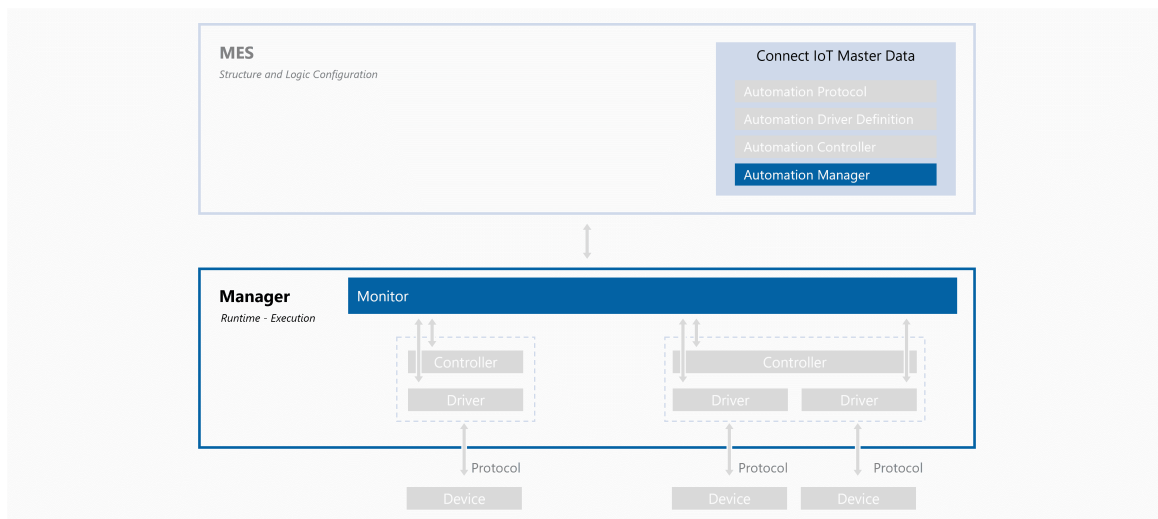 MES
Structure and Logic Configuration
Connect IoT Master Data
Automation Protocol
Automation Driver Definition
Automation Controller
Automation Manager
Manager
Runtime - Execution
Monitor
Controller
Controller
Driver
Driver
Driver
Protocol
Protocol
Protocol
Device
Device
Device